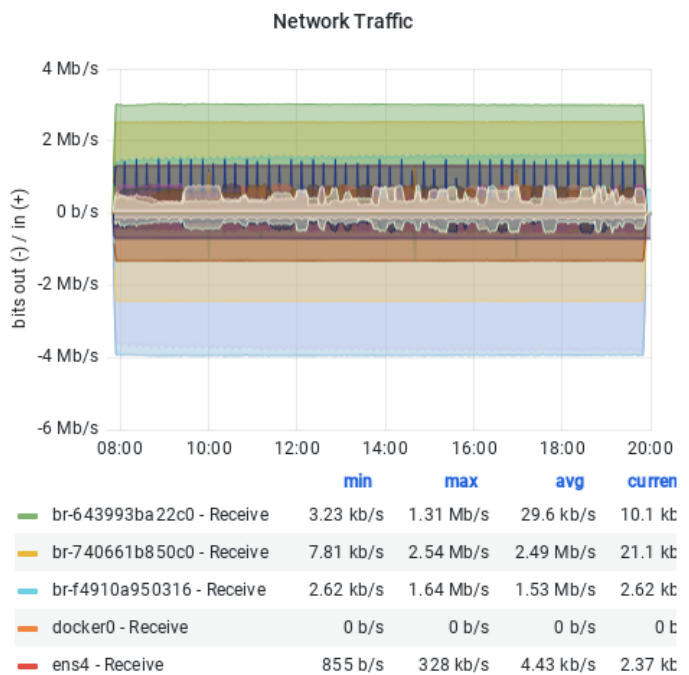 Network Traffic
4 Mb/s
2 Mb/s
0 b/s
-2 Mb/s
-4 Mb/s
-6 Mb/s
bits out (-) / in (+)
08:00 10:00 12:00 14:00 16:00 18:00 20:00
min max avg curren
br-643993ba22c0 - Receive 3.23 kb/s 1.31 Mb/s 29.6 kb/s 10.1 kb
br-740661b850c0 - Receive 7.81 kb/s 2.54 Mb/s 2.49 Mb/s 21.1 kb
br-f4910a950316 - Receive 2.62 kb/s 1.64 Mb/s 1.53 Mb/s 2.62 kb
docker0 - Receive 0 b/s 0 b/s 0 b/s 0 b
ens4 - Receive 855 b/s 328 kb/s 4.43 kb/s 2.37 kb